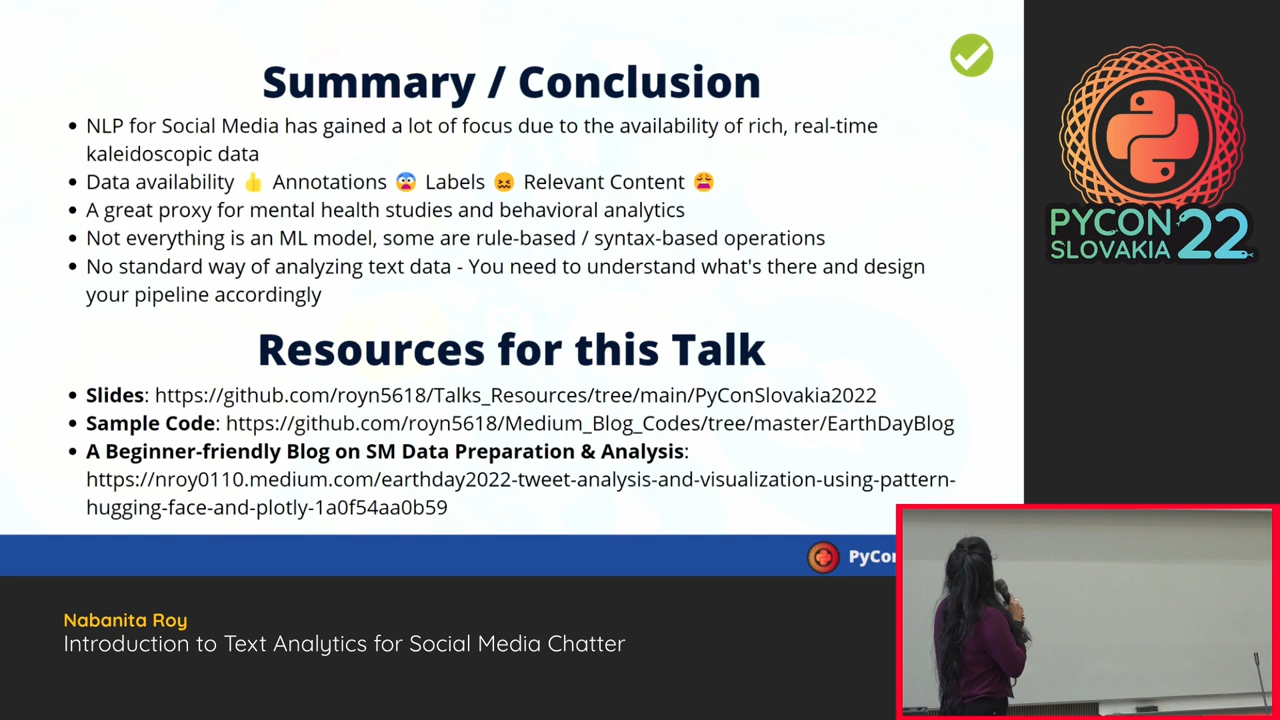 Summary / Conclusion
NLP for Social Media has gained a lot of focus due to the availability of rich, real-time
kaleidoscopic data
Data availability 👍 Annotations 😨 Labels 😖 Relevant Content 😩
A great proxy for mental health studies and behavioral analytics
Not everything is an ML model, some are rule-based / syntax-based operations
No standard way of analyzing text data - You need to understand what's there and design
your pipeline accordingly
Resources for this Talk
Slides: https://github.com/royn5618/Talks_Resources/tree/main/PyConSlovakia2022
Sample Code: https://github.com/royn5618/Medium_Blog_Codes/tree/master/EarthDayBlog
A Beginner-friendly Blog on SM Data Preparation & Analysis:
https://nroy0110.medium.com/earthday2022-tweet-analysis-and-visualization-using-pattern-
hugging-face-and-plotly-1a0f54aa0b59
PyCon
Nabanita Roy
Introduction to Text Analytics for Social Media Chatter
PYCON 22
SLOVAKIA